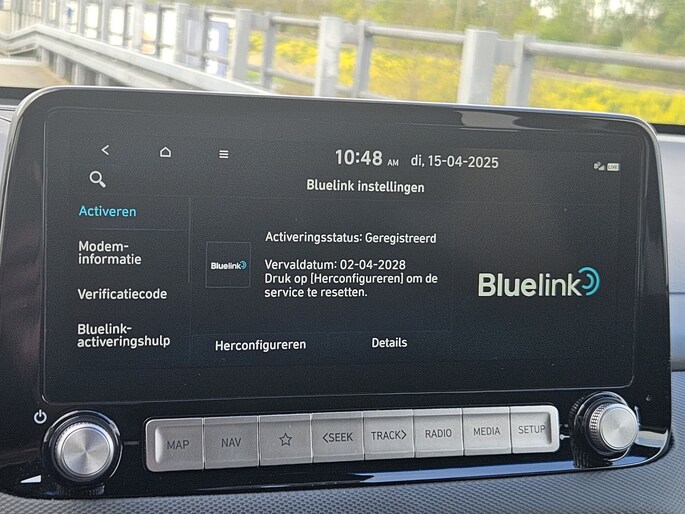 10:48 AM di, 15-04-2025
Bluelink instellingen
Activeren
Modem-
informatie
Verificatiecode
Bluelink-
activeringshulp
Bluelink
Activeringsstatus: Geregistreerd
Vervaldatum: 02-04-2028
Druk op [Herconfigureren] om de
service te resetten.
Herconfigureren
Details
Bluelink
MAP
NAV
<SEEK
TRACK>
RADIO
MEDIA
SETUP